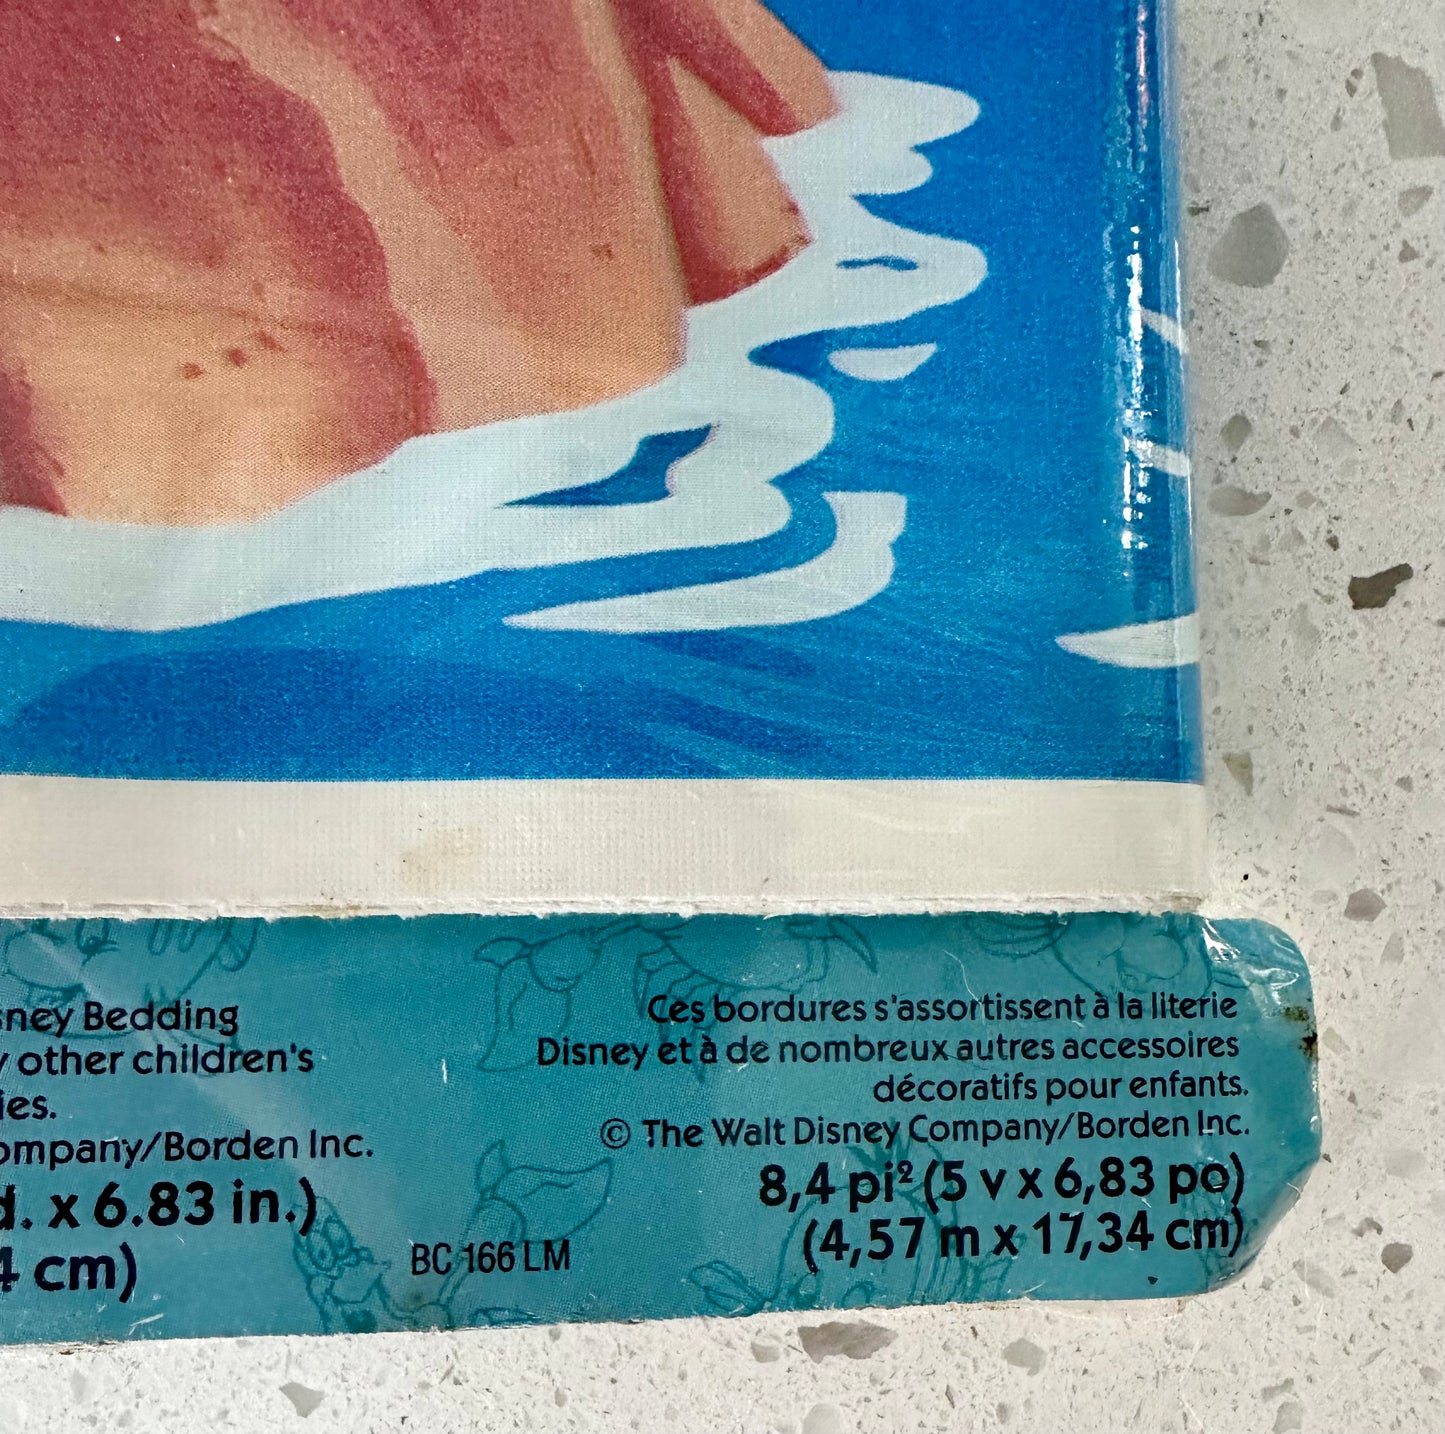 sney Bedding
y other children's
ies.
ompany/Borden Inc.
d. x 6.83 in.)
4 cm)
BC 166 LM
Ces bordures s'assortissent à la literie
Disney et à de nombreux autres accessoires
décoratifs pour enfants.
© The Walt Disney Company/Borden Inc.
8,4 pi² (5 v x 6,83 po)
(4,57 m x 17,34 cm)